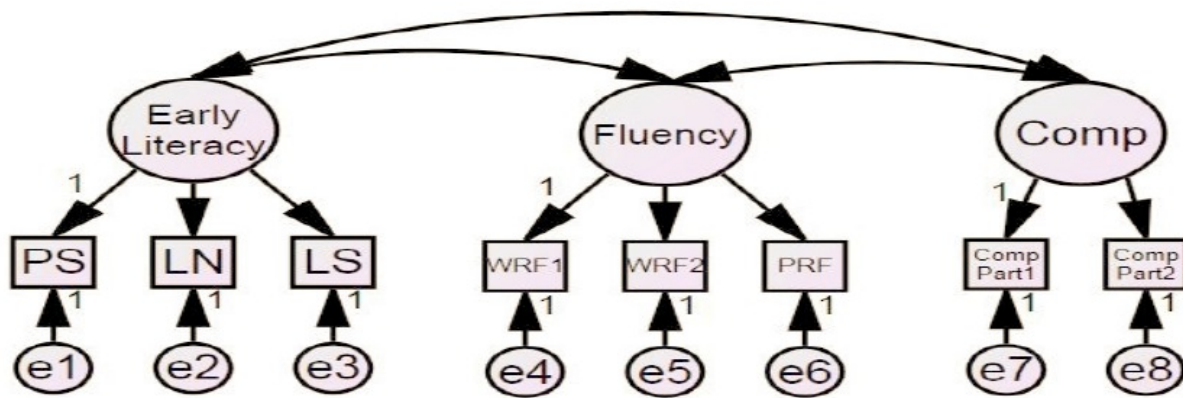 Early
Literacy
Fluency
Comp
1
1
1
PS
LN
LS
WRF1
WRF2
PRF
Comp
Part1
Comp
Part2
1
1
1
1
1
1
1
1
e1
e2
e3
e4
e5
e6
e7
e8